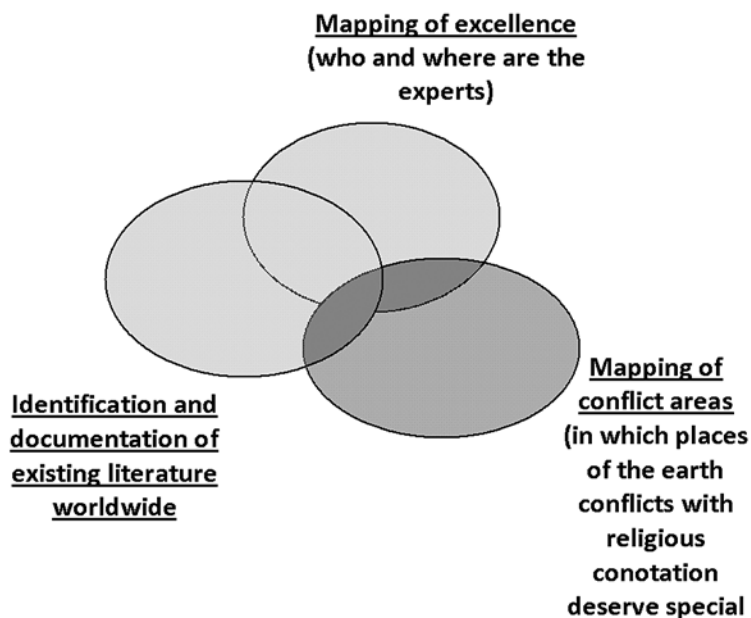 Mapping of excellence
(who and where are the
experts)
Identification and
documentation of
existing literature
worldwide
Mapping of
conflict areas
(in which places
of the earth
conflicts with
religious
conotation
deserve special